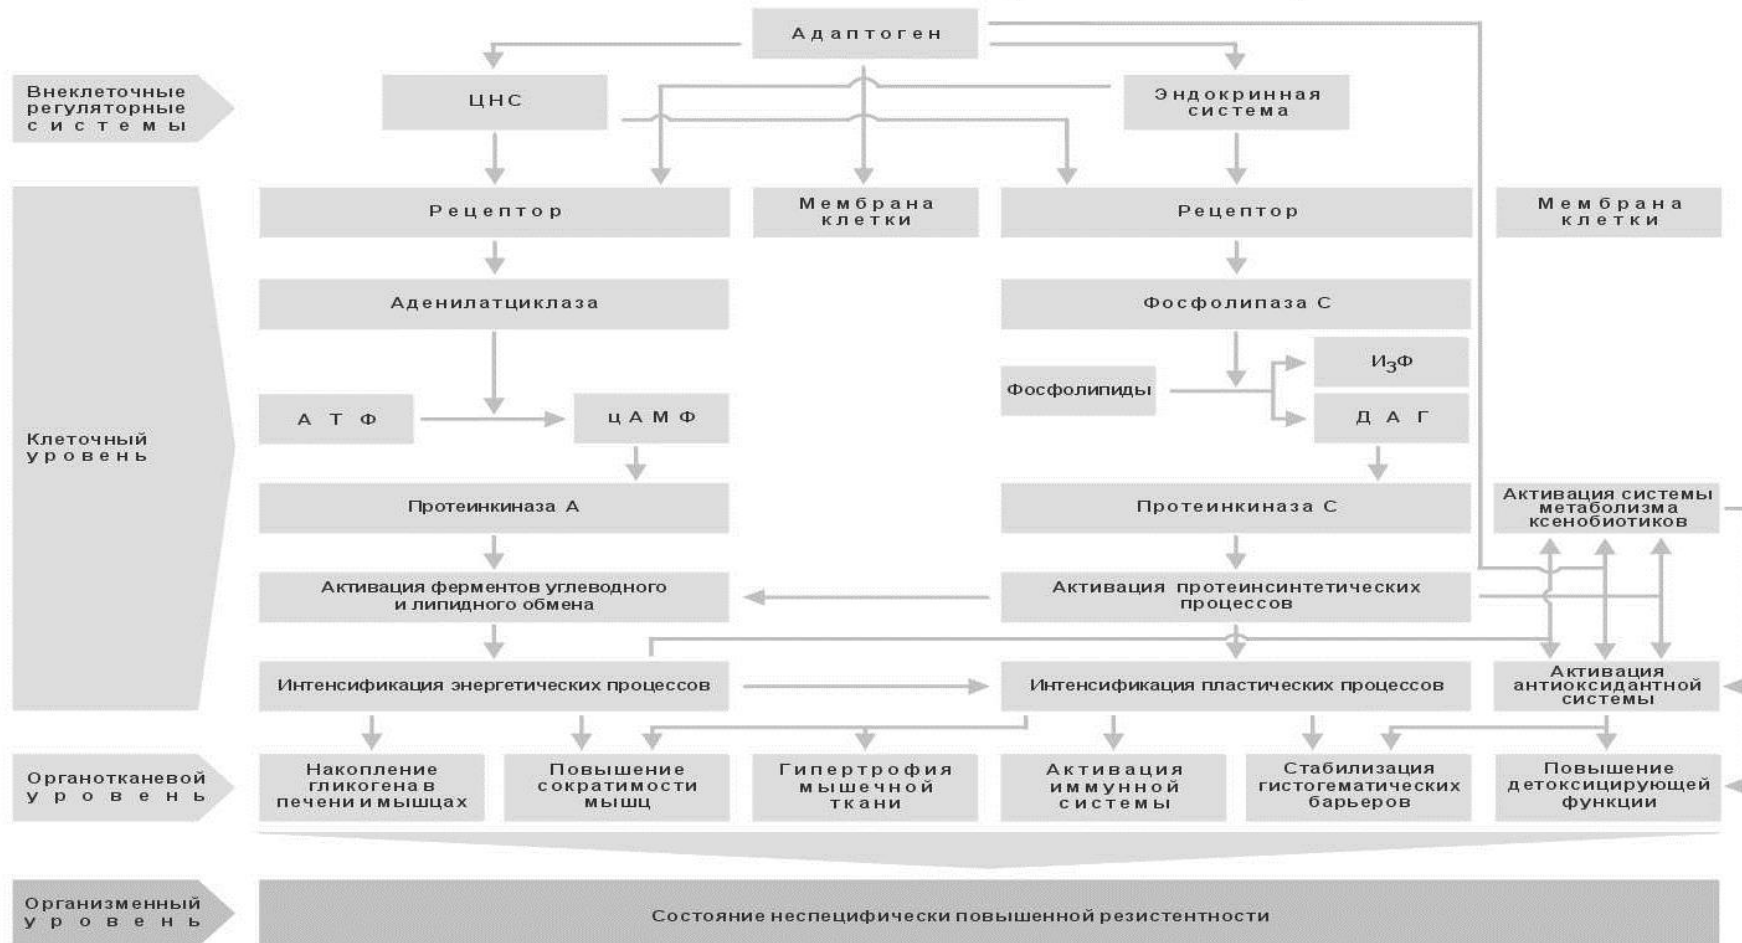 Адаптоген
Внеклеточные
регуляторные
системы
ЦНС
Эндокринная
система
Рецептор
Мембрана
клетки
Рецептор
Мембрана
клетки
Аденилатциклаза
Фосфолипаза С
Клеточный
уровень
АТФ
цАМФ
Фосфолипиды
И3Ф
ДАГ
Протеинкиназа А
Протеинкиназа С
Активация системы
метаболизма
ксенобиотиков
Активация ферментов углеводного
и липидного обмена
Активация протеинсинтетических
процессов
Интенсификация энергетических процессов
Интенсификация пластических процессов
Активация
антиоксидантной
системы
Органотканевой
уровень
Накопление
гликогена в
печени и мышцах
Повышение
сократимости
мышц
Гипертрофия
мышечной
ткани
Активация
иммунной
системы
Стабилизация
гистогематических
барьеров
Повышение
детоксицирующей
функции
Организменный
уровень
Состояние неспецифически повышенной резистентности